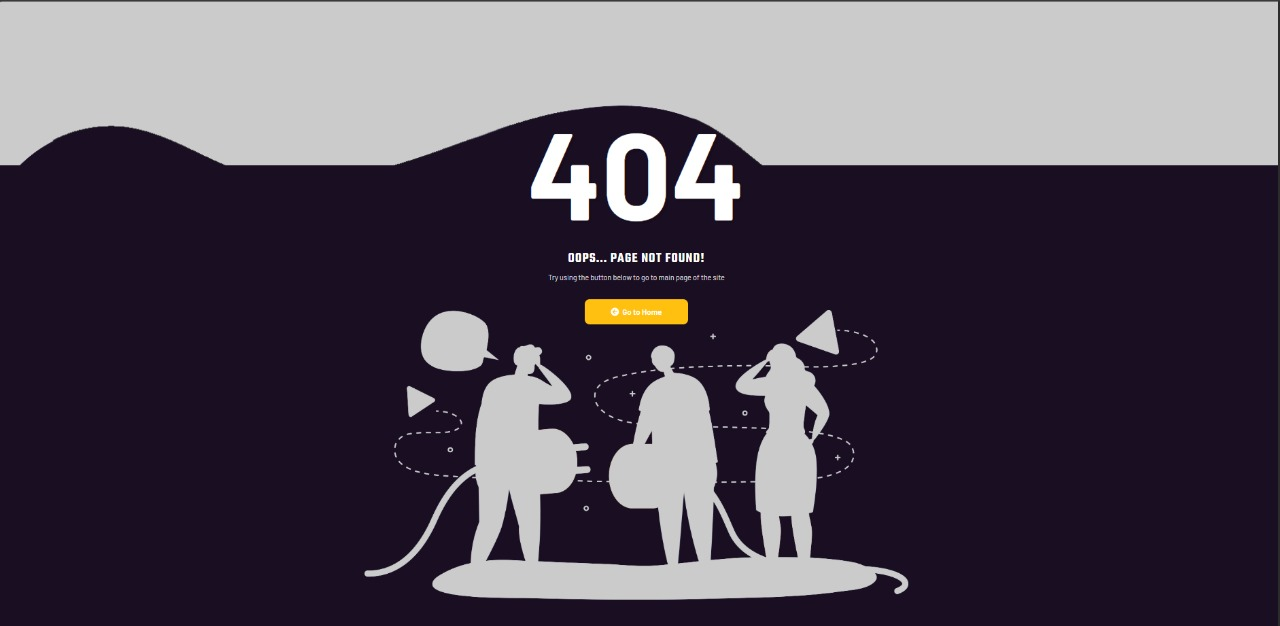 404
OOPS... PAGE NOT FOUND!
Try using the button below to go to main page of the site
Go to Home